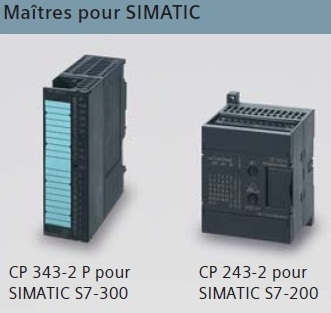 Maîtres pour SIMATIC
CP 343-2 P pour
SIMATIC S7-300
CP 243-2 pour
SIMATIC S7-200